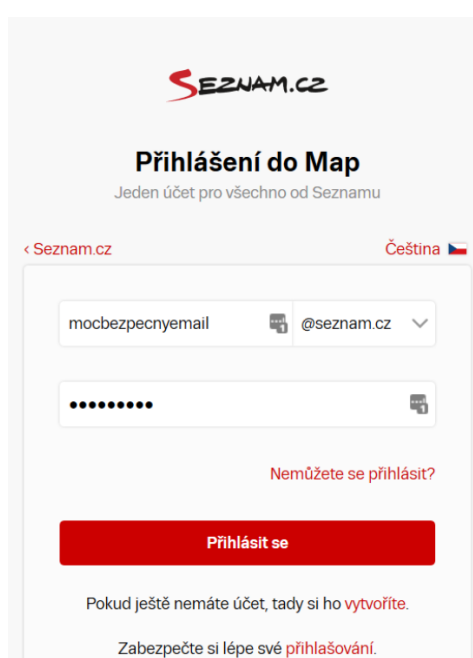 SEZNAM.CZ
Přihlášení do Map
Jeden účet pro všechno od Seznamu
‹ Seznam.cz Čeština
mocbezpecnyemail @seznam.cz
•••••••••
Nemůžete se přihlásit?
Přihlásit se
Pokud ještě nemáte účet, tady si ho vytvoříte.
Zabezpečte si lépe své přihlašování.